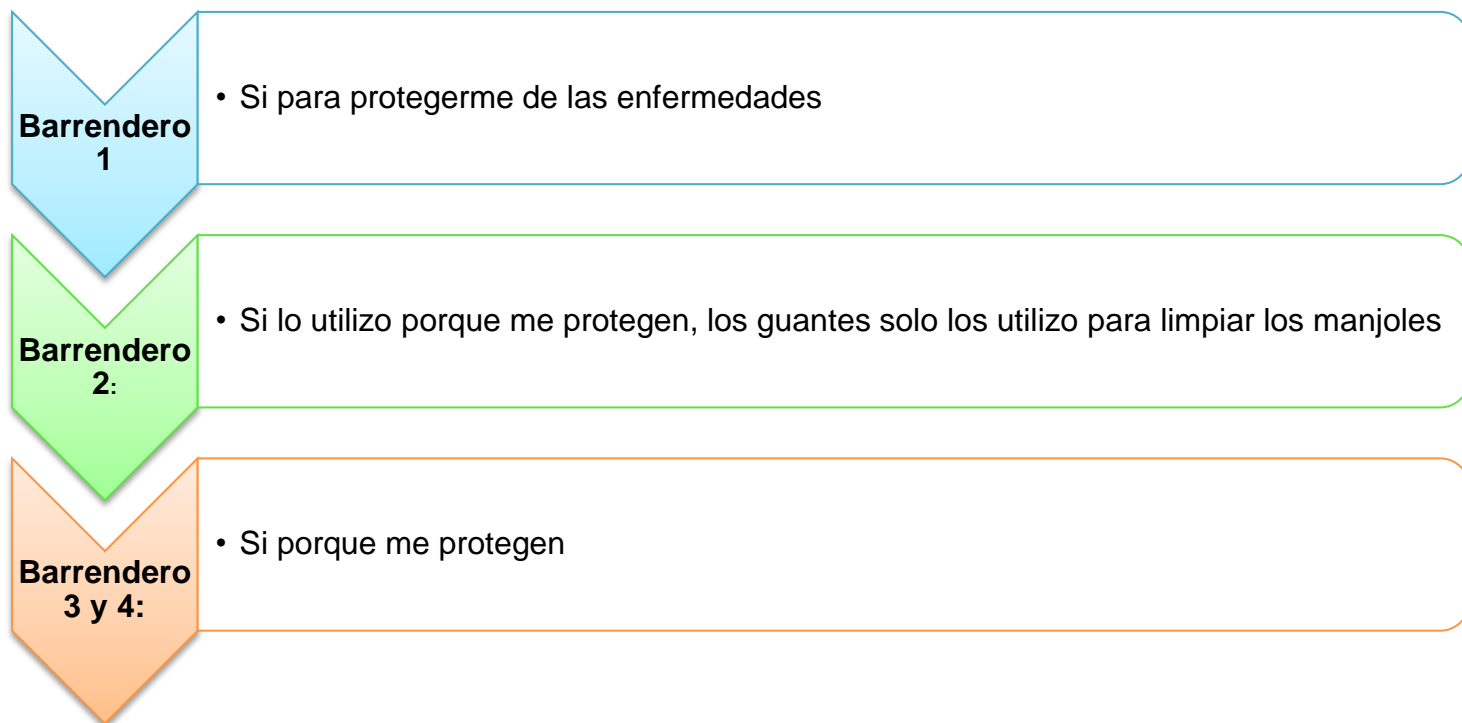 Barrendero
1
• Si para protegerme de las enfermedades
Barrendero
2:
• Si lo utilizo porque me protegen, los guantes solo los utilizo para limpiar los manjoles
Barrendero
3 y 4:
• Si porque me protegen